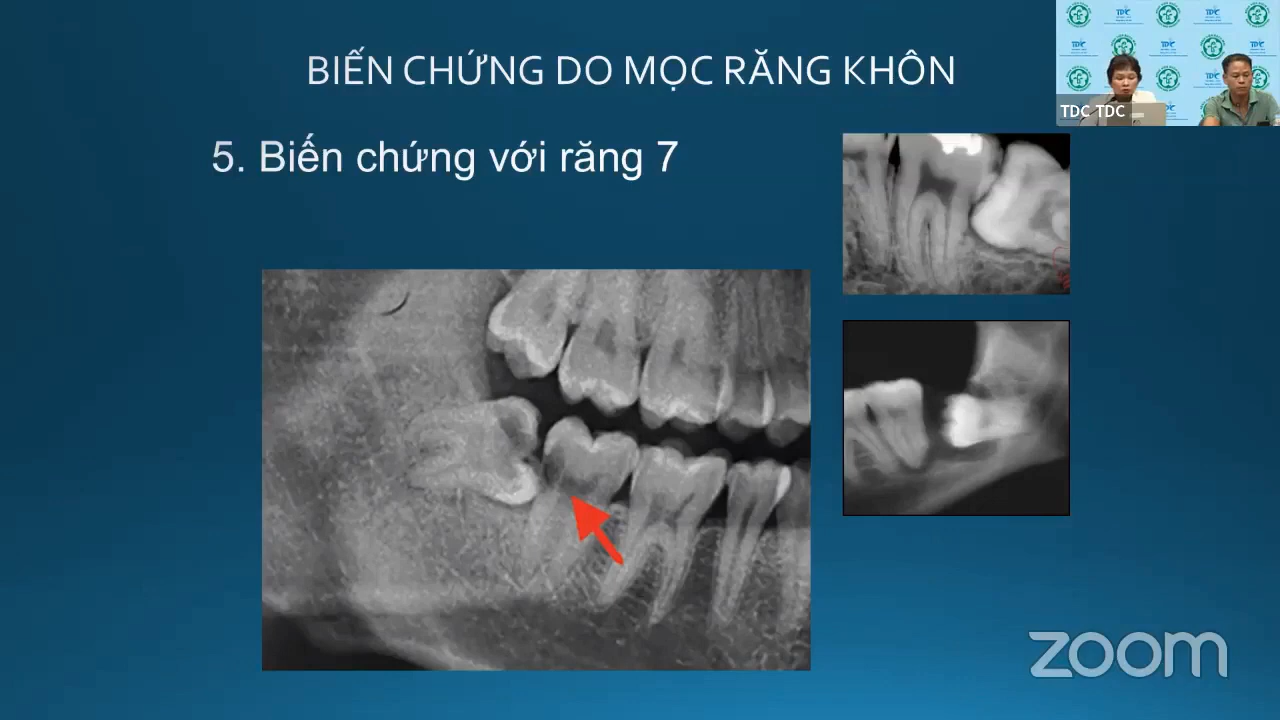 BIẾN CHỨNG DO MỌC RĂNG KHÔN
5. Biến chứng với răng 7
TDC TDC
zoom